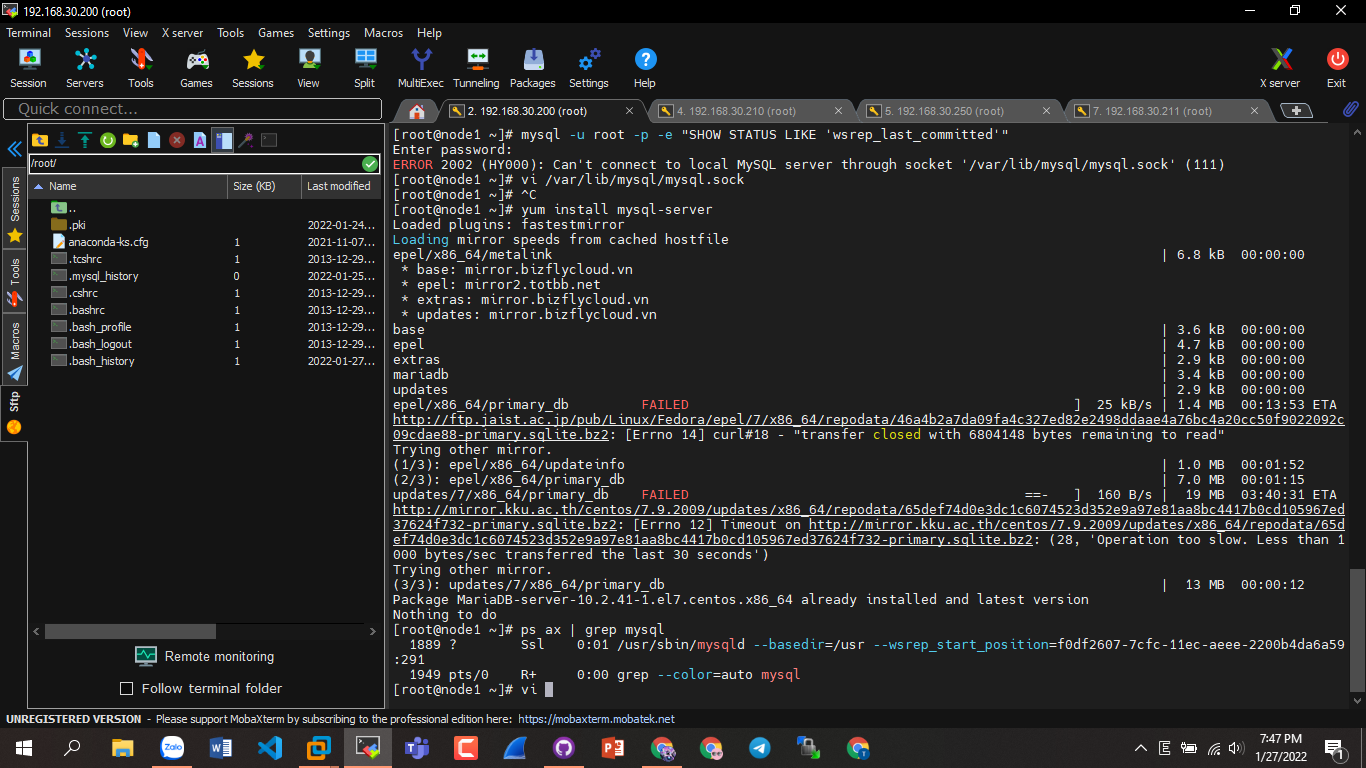 192.168.30.200 (root)
Terminal Sessions View X server Tools Games Settings Macros Help
Session Servers Tools Games Sessions View Split MultiExec Tunneling Packages Settings Help X server Exit
Quick connect...
2. 192.168.30.200 (root) 4. 192.168.30.210 (root) 5. 192.168.30.250 (root) 7. 192.168.30.211 (root)
/root/
Name Size (KB) Last modified
..
.pki 2022-01-24...
anaconda-ks.cfg 1 2021-11-07...
.tcshrc 1 2013-12-29...
.mysql_history 0 2022-01-25...
.cshrc 1 2013-12-29...
.bashrc 1 2013-12-29...
.bash_profile 1 2013-12-29...
.bash_logout 1 2013-12-29...
.bash_history 1 2022-01-27...
Sessions
Tools
Macros
Sftp
Remote monitoring
Follow terminal folder
[root@node1 ~]# mysql -u root -p -e "SHOW STATUS LIKE 'wsrep_last_committed'"
Enter password:
ERROR 2002 (HY000): Can't connect to local MySQL server through socket '/var/lib/mysql/mysql.sock' (111)
[root@node1 ~]# vi /var/lib/mysql/mysql.sock
[root@node1 ~]# ^C
[root@node1 ~]# yum install mysql-server
Loaded plugins: fastestmirror
Loading mirror speeds from cached hostfile
epel/x86_64/metalink | 6.8 kB 00:00:00
* base: mirror.bizflycloud.vn
* epel: mirror2.totbb.net
* extras: mirror.bizflycloud.vn
* updates: mirror.bizflycloud.vn
base | 3.6 kB 00:00:00
epel | 4.7 kB 00:00:00
extras | 2.9 kB 00:00:00
mariadb | 3.4 kB 00:00:00
updates | 2.9 kB 00:00:00
epel/x86_64/primary_db FAILED ] 25 kB/s | 1.4 MB 00:13:53 ETA
http://ftp.jaist.ac.jp/pub/Linux/Fedora/epel/7/x86_64/repodata/46a4b2a7da09fa4c327ed82e2498ddaae4a76bc4a20cc50f9022092c
09cdae88-primary.sqlite.bz2: [Errno 14] curl#18 - "transfer closed with 6804148 bytes remaining to read"
Trying other mirror.
(1/3): epel/x86_64/updateinfo | 1.0 MB 00:01:52
(2/3): epel/x86_64/primary_db | 7.0 MB 00:01:15
updates/7/x86_64/primary_db FAILED ==- ] 160 B/s | 19 MB 03:40:31 ETA
http://mirror.kku.ac.th/centos/7.9.2009/updates/x86_64/repodata/65def74d0e3dc1c6074523d352e9a97e81aa8bc4417b0cd105967ed
37624f732-primary.sqlite.bz2: [Errno 12] Timeout on http://mirror.kku.ac.th/centos/7.9.2009/updates/x86_64/repodata/65d
ef74d0e3dc1c6074523d352e9a97e81aa8bc4417b0cd105967ed37624f732-primary.sqlite.bz2: (28, 'Operation too slow. Less than 1
000 bytes/sec transferred the last 30 seconds')
Trying other mirror.
(3/3): updates/7/x86_64/primary_db | 13 MB 00:00:12
Package MariaDB-server-10.2.41-1.el7.centos.x86_64 already installed and latest version
Nothing to do
[root@node1 ~]# ps ax | grep mysql
1889 ? Ssl 0:01 /usr/sbin/mysqld --basedir=/usr --wsrep_start_position=f0df2607-7cfc-11ec-aeee-2200b4da6a59
:291
1949 pts/0 R+ 0:00 grep --color=auto mysql
[root@node1 ~]# vi
UNREGISTERED VERSION - Please support MobaXterm by subscribing to the professional edition here: https://mobaxterm.mobatek.net
Zalo
7:47 PM
1/27/2022
1